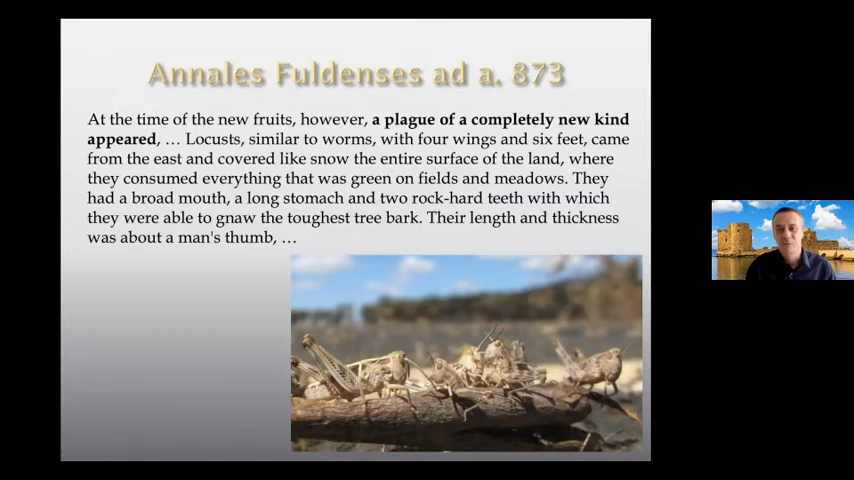 Annales Fuldenses ad a. 873
At the time of the new fruits, however, a plague of a completely new kind
appeared, … Locusts, similar to worms, with four wings and six feet, came
from the east and covered like snow the entire surface of the land, where
they consumed everything that was green on fields and meadows. They
had a broad mouth, a long stomach and two rock-hard teeth with which
they were able to gnaw the toughest tree bark. Their length and thickness
was about a man's thumb, …